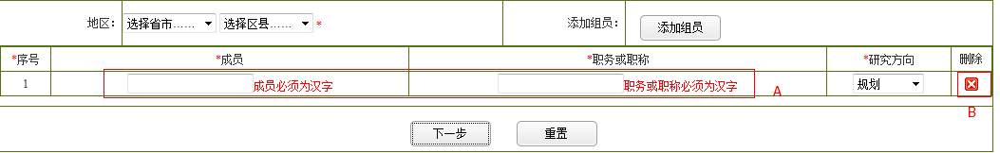 地区： 选择省市…… 选择区县…… * 添加组员： 添加组员
*序号 *成员 *职务或职称 *研究方向 删除
1 成员必须为汉字 职务或职称必须为汉字 规划
A
B
下一步 重置